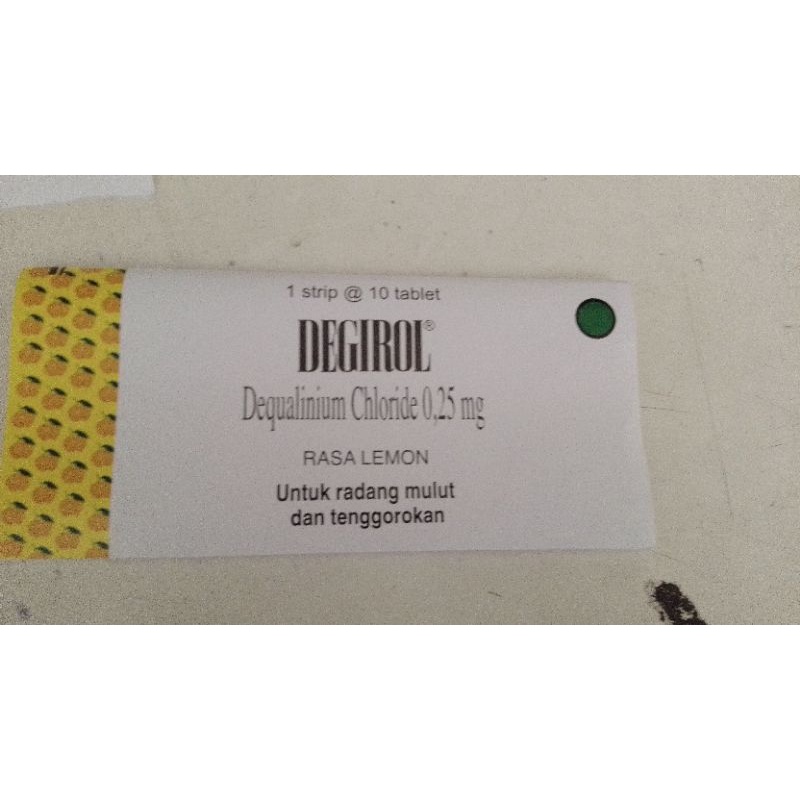 1 strip @ 10 tablet
DEGIROL®
Dequalinium Chloride 0,25 mg
RASA LEMON
Untuk radang mulut
dan tenggorokan